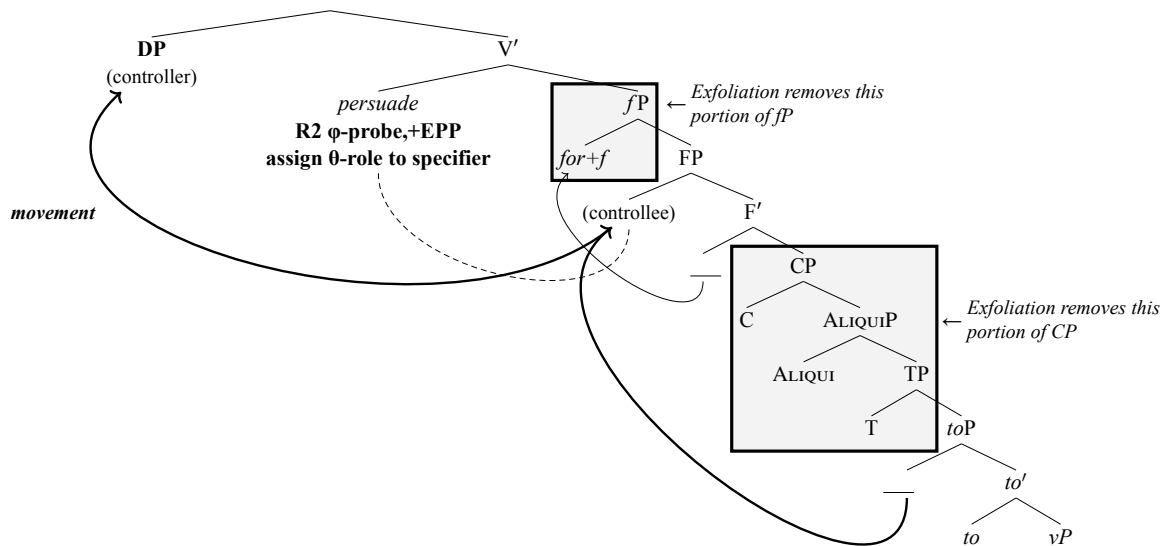 DP
(controller)
V′
persuade
R2 φ-probe,+EPP
assign θ-role to specifier
fP
← Exfoliation removes this
portion of fP
for+f
FP
movement
(controllee)
F′
CP
C
ALIQUIP
← Exfoliation removes this
portion of CP
ALIQUI
TP
T
toP
to′
to
vP